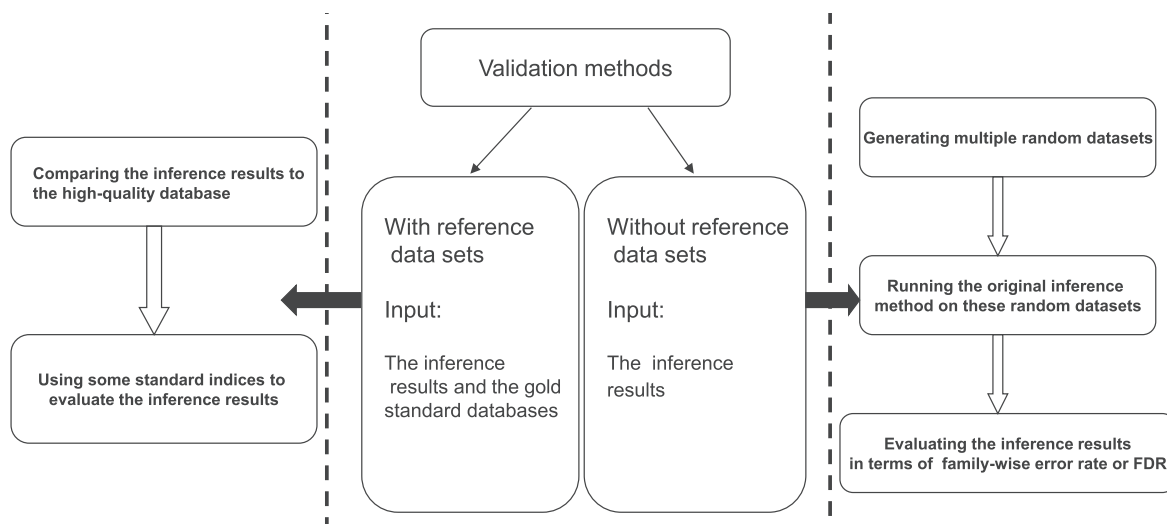 Validation methods
Comparing the inference results to
the high-quality database
Using some standard indices to
evaluate the inference results
With reference
data sets
Input:
The inference
results and the gold
standard databases
Without reference
data sets
Input:
The inference
results
Generating multiple random datasets
Running the original inference
method on these random datasets
Evaluating the inference results
in terms of family-wise error rate or FDR